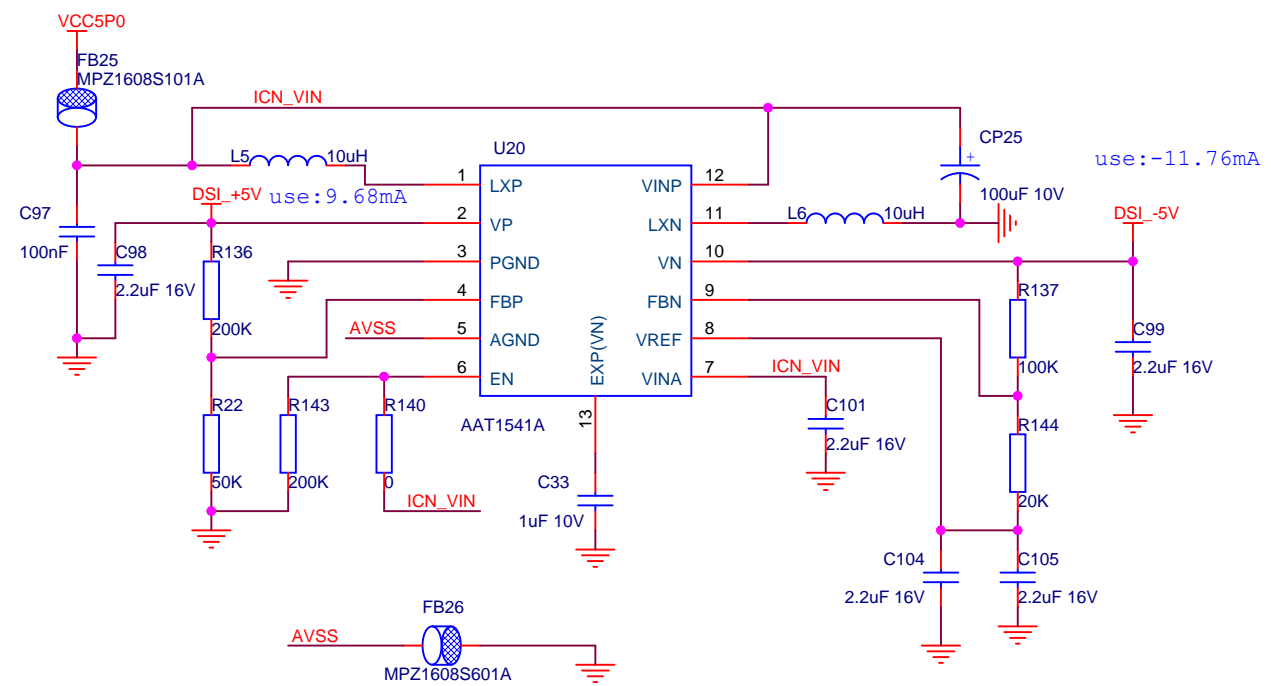 VCC5P0
FB25
MPZ1608S101A
ICN_VIN
U20
CP25
+
100uF 10V
use:-11.76mA
L5
10uH
1
LXP
VINP
12
DSI_+5V
use:9.68mA
C97
100nF
2
VP
LXN
11
L6
10uH
DSI_-5V
C98
2.2uF 16V
R136
200K
3
PGND
VN
10
4
FBP
FBN
9
R137
100K
AVSS
5
AGND
VREF
8
C99
2.2uF 16V
6
EN
EXP(VN)
VINA
7
ICN_VIN
R22
50K
R143
200K
R140
0
ICN_VIN
AAT1541A
13
C101
2.2uF 16V
R144
20K
C33
1uF 10V
C104
2.2uF 16V
C105
2.2uF 16V
FB26
AVSS
MPZ1608S601A